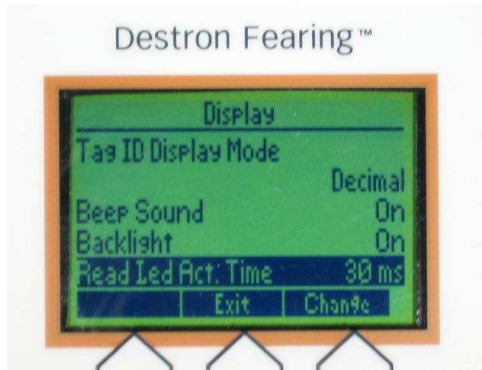 Destron Fearing™
Display
Tag ID Display Mode
Decimal
Beep Sound On
Backlight On
Read Led Act. Time 30 ms
Exit Change